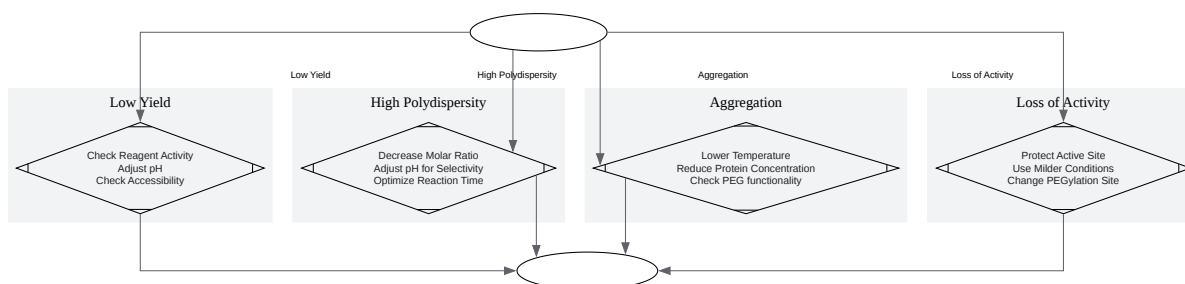 Low Yield
High Polydispersity
Aggregation
Loss of Activity
Low Yield
High Polydispersity
Aggregation
Loss of Activity
Check Reagent Activity
Adjust pH
Check Accessibility
Decrease Molar Ratio
Adjust pH for Selectivity
Optimize Reaction Time
Lower Temperature
Reduce Protein Concentration
Check PEG functionality
Protect Active Site
Use Milder Conditions
Change PEGylation Site